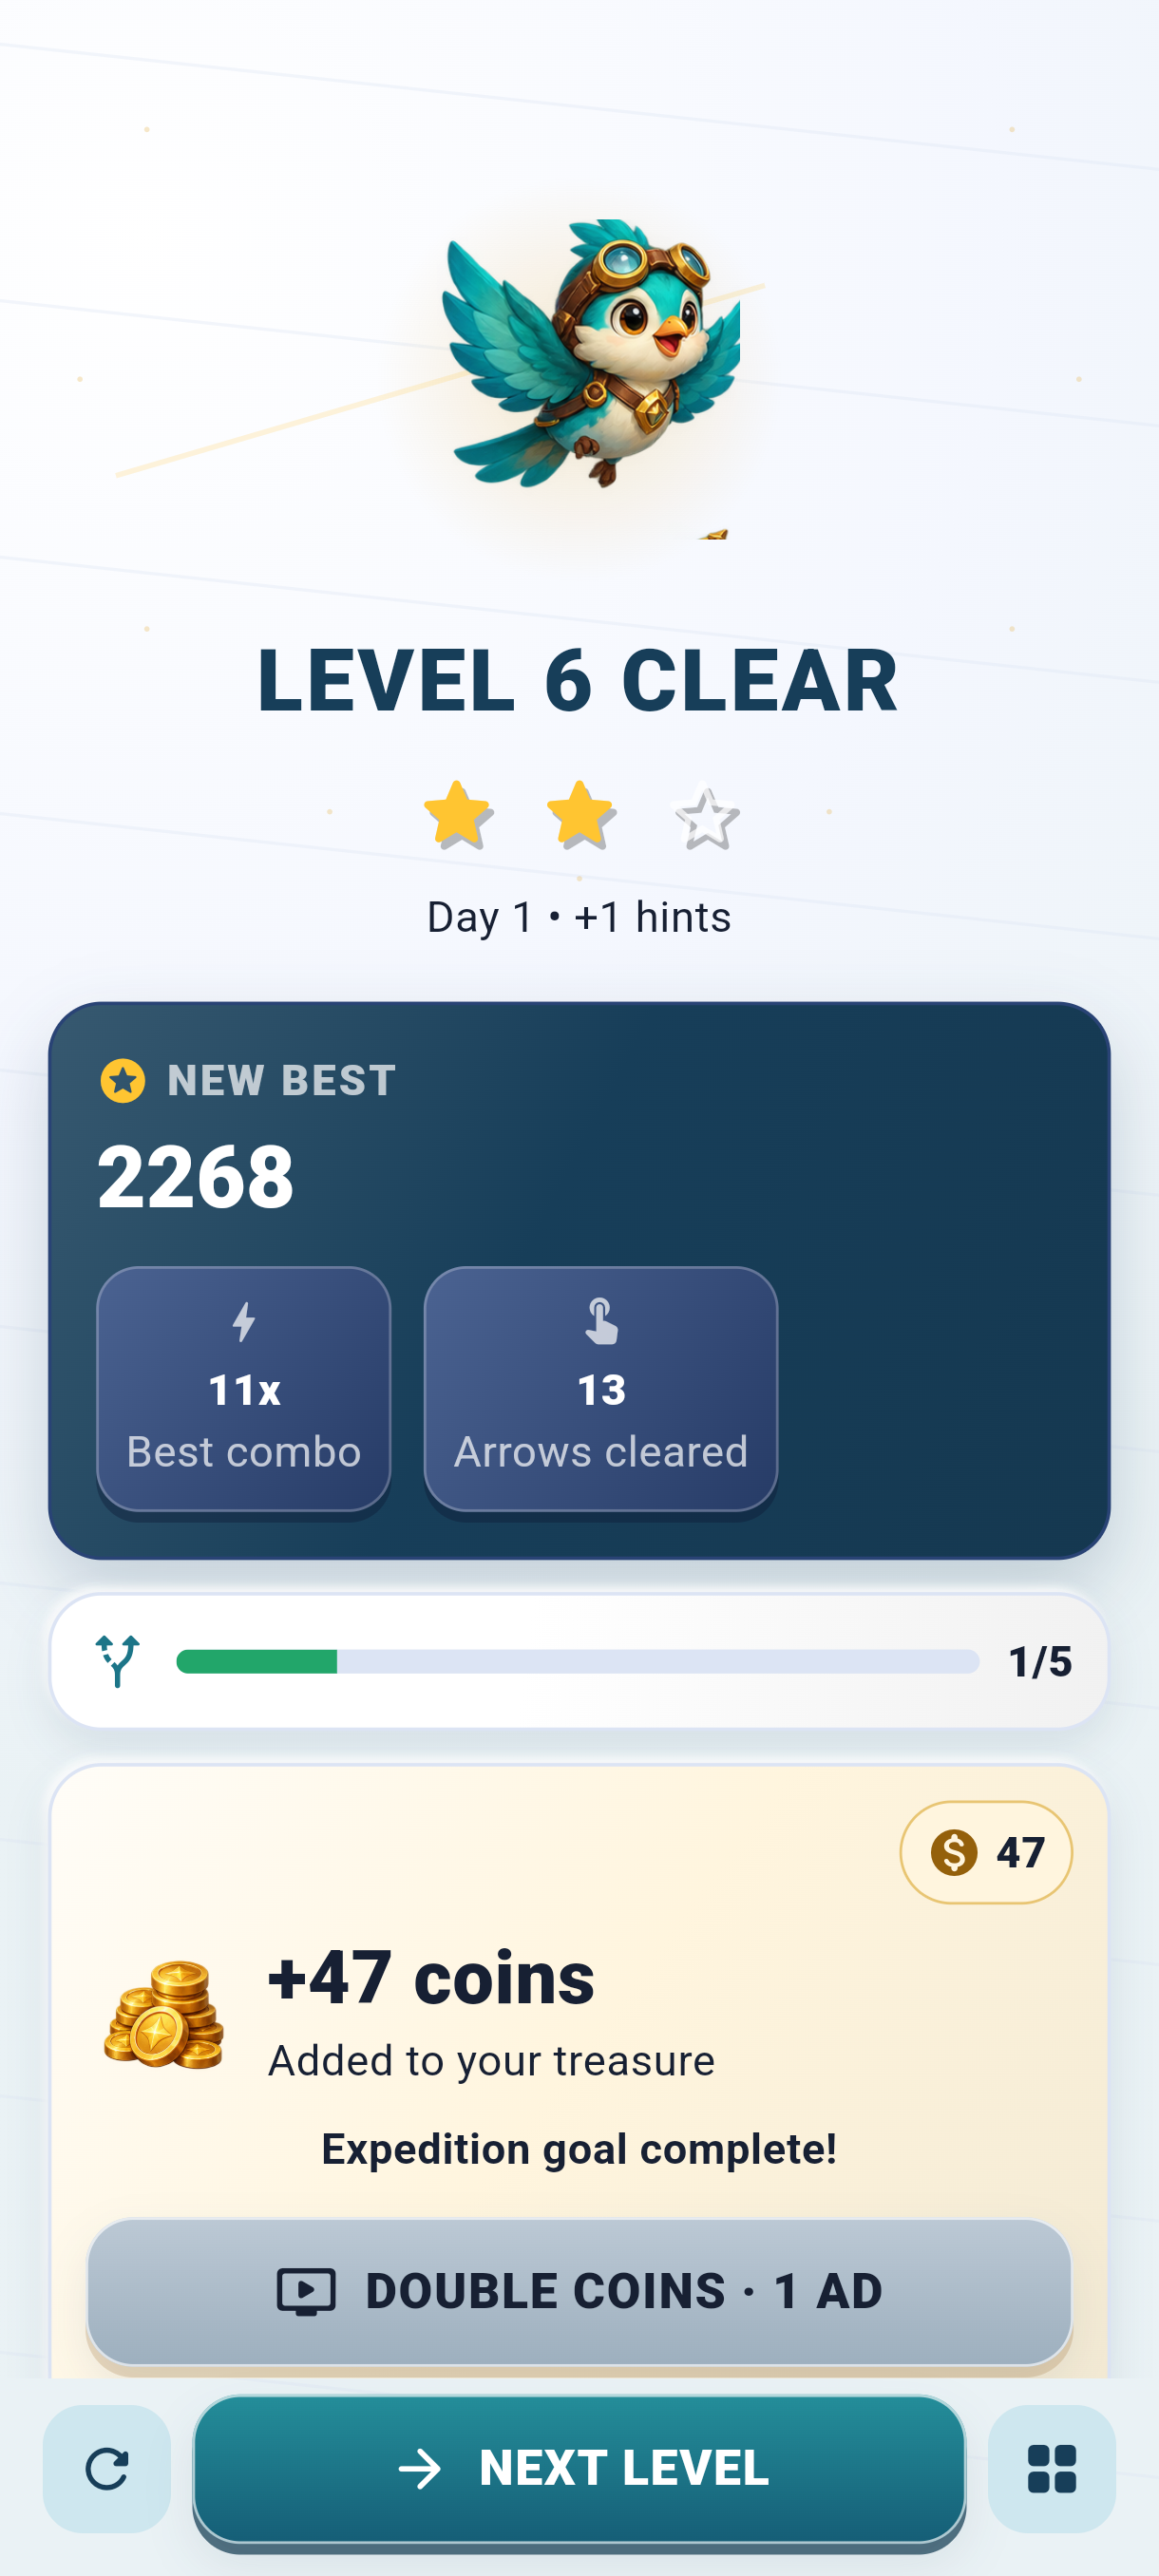 LEVEL 6 CLEAR
Day 1 • +1 hints
NEW BEST
2268
11x
Best combo
13
Arrows cleared
1/5
47
+47 coins
Added to your treasure
Expedition goal complete!
DOUBLE COINS · 1 AD
NEXT LEVEL